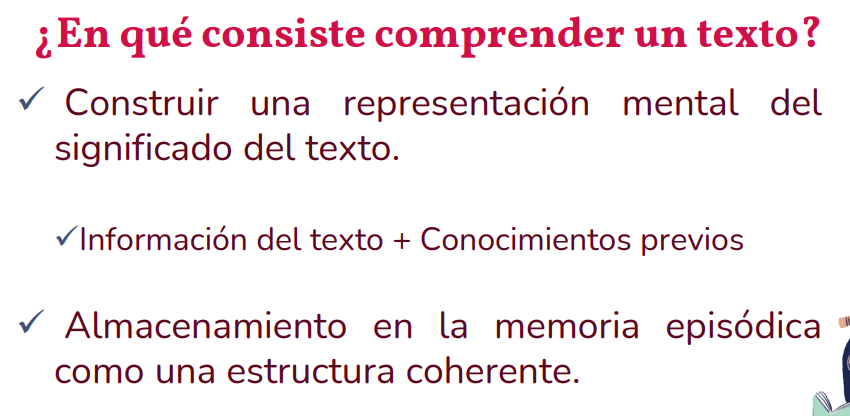 ¿En qué consiste comprender un texto?
✓ Construir una representación mental del
significado del texto.
✓Información del texto + Conocimientos previos
✓ Almacenamiento en la memoria episódica
como una estructura coherente.